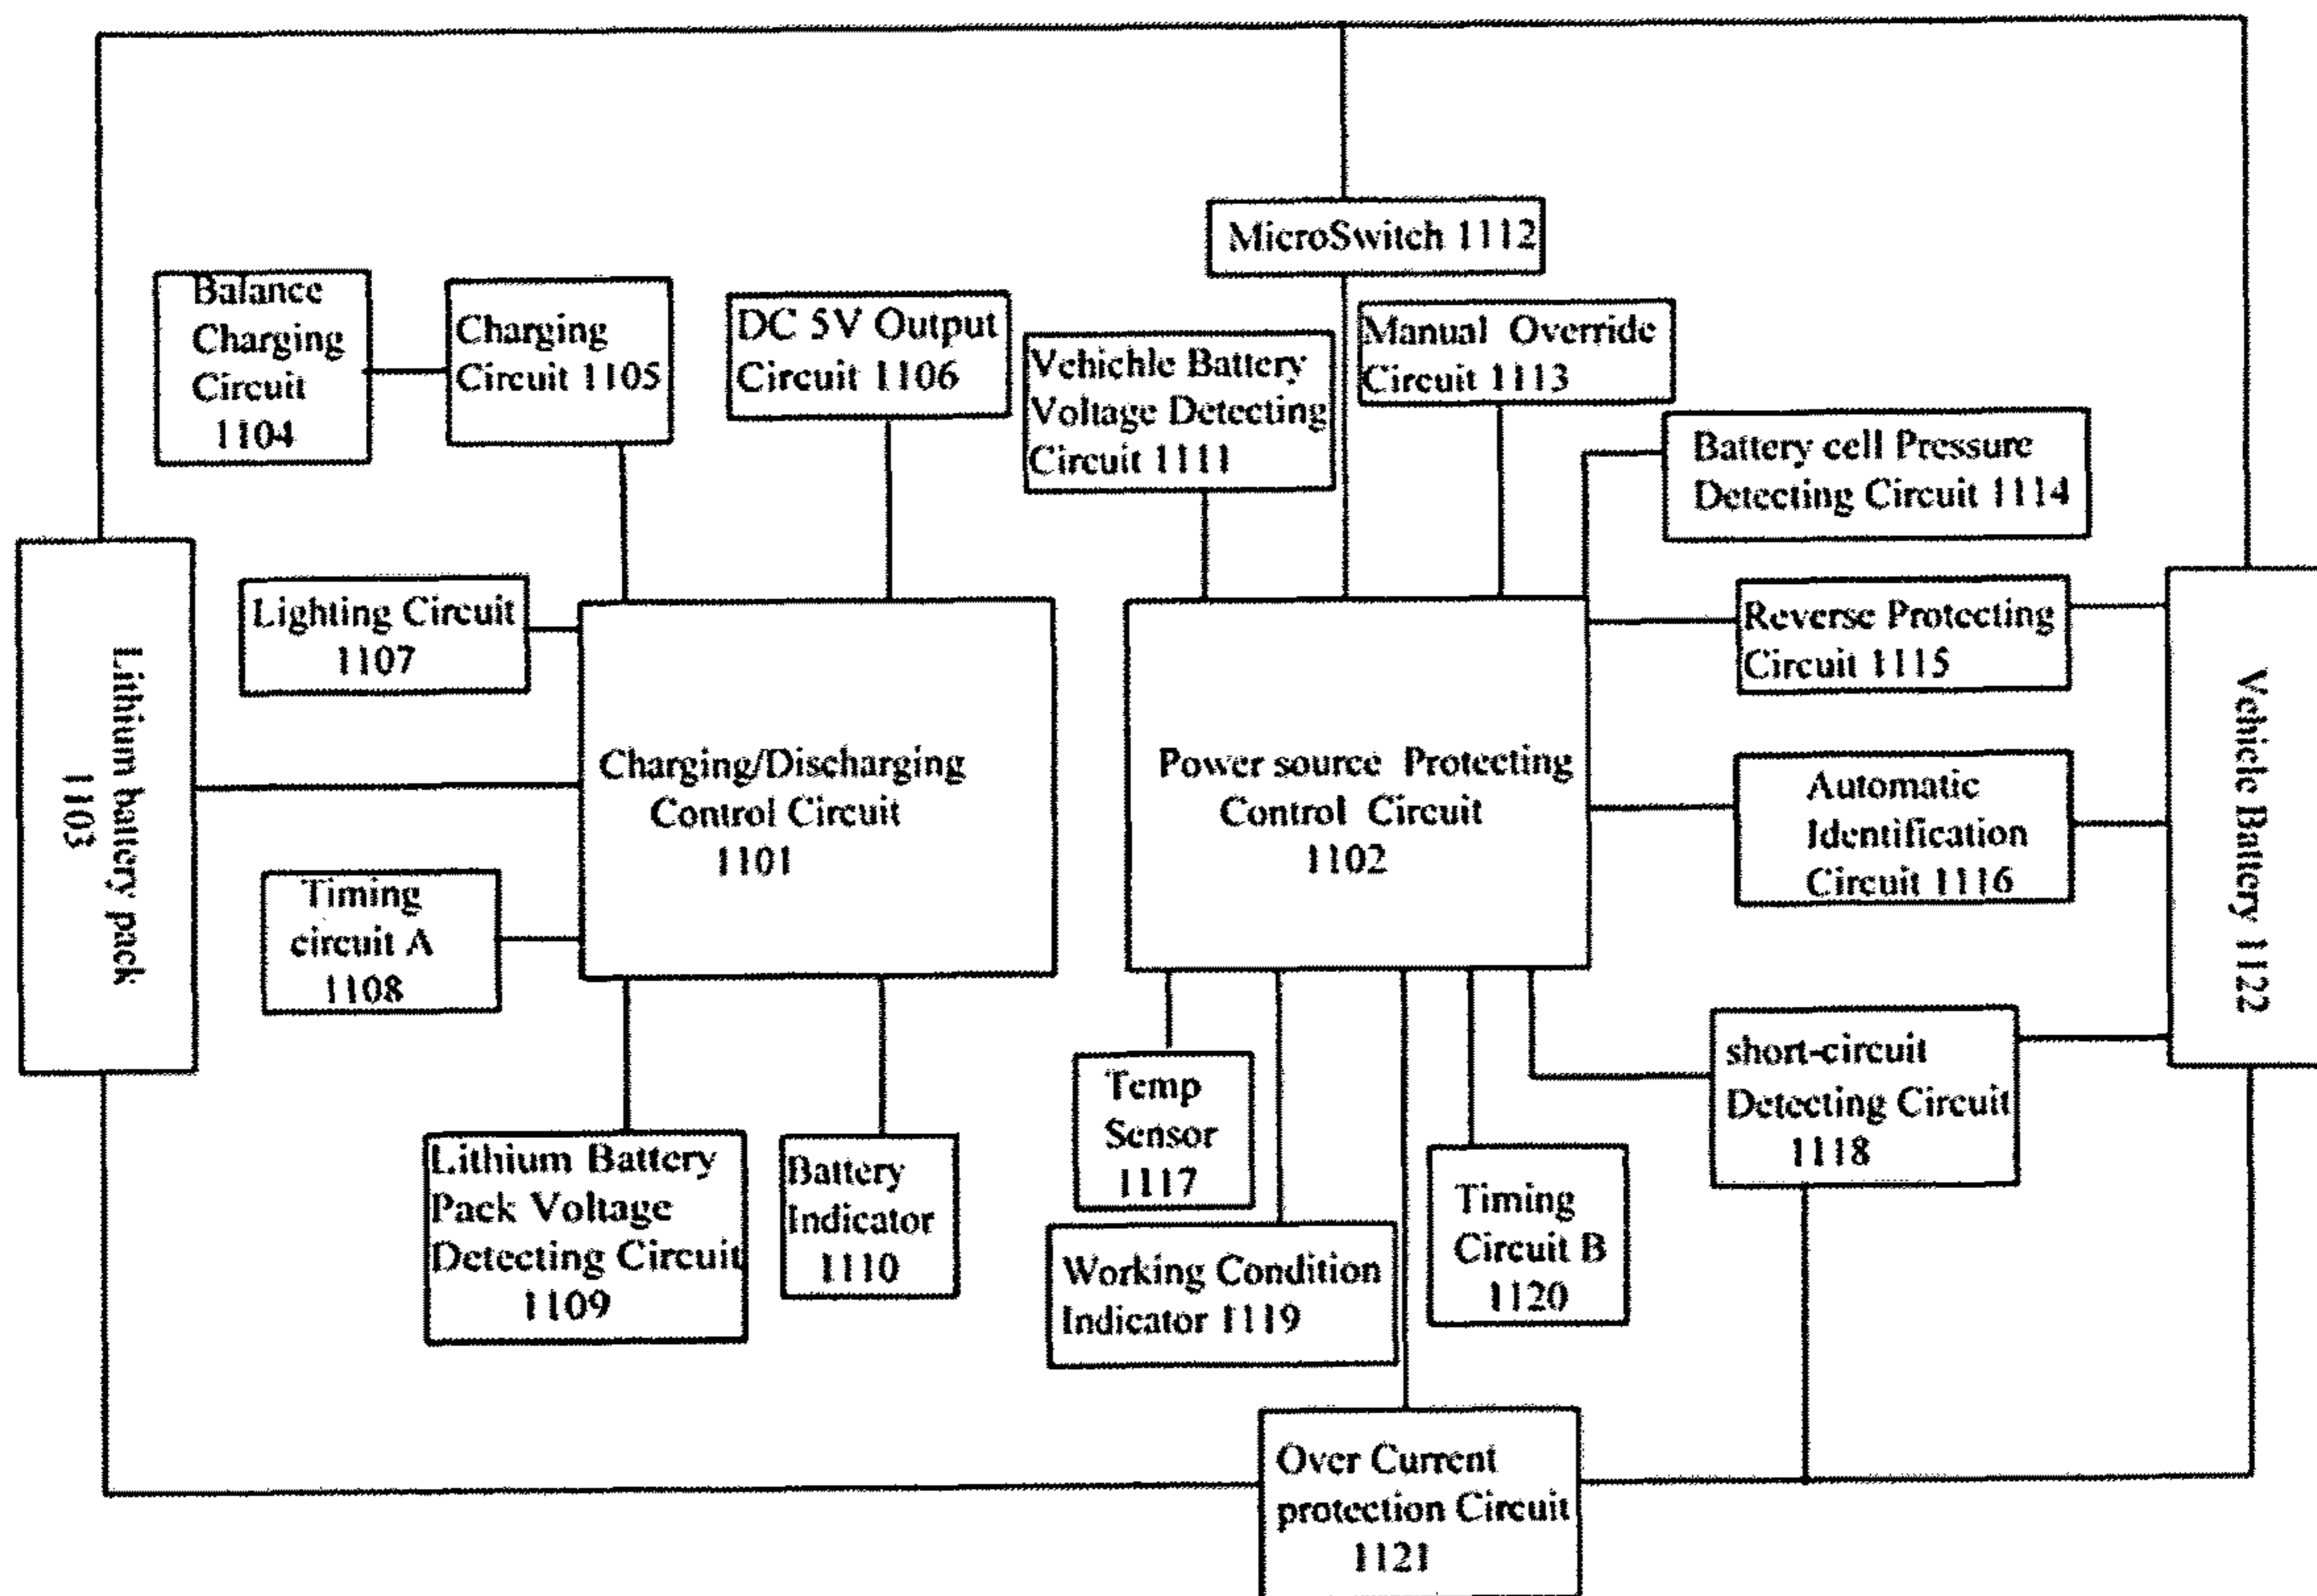 MicroSwitch 1112
Balance
Charging
Circuit
1104
Charging
Circuit 1105
DC 5V Output
Circuit 1106
Vehichle Battery
Voltage Detecting
Circuit 1111
Manual Override
Circuit 1113
Battery cell Pressure
Detecting Circuit 1114
Lithium battery pack
1103
Lighting Circuit
1107
Charging/Discharging
Control Circuit
1101
Power source Protecting
Control Circuit
1102
Reverse Protecting
Circuit 1115
Automatic
Identification
Circuit 1116
Vehicle Battery 1122
Timing
circuit A
1108
Lithium Battery
Pack Voltage
Detecting Circuit
1109
Battery
Indicator
1110
Temp
Sensor
1117
Working Condition
Indicator 1119
Timing
Circuit B
1120
short-circuit
Detecting Circuit
1118
Over Current
protection Circuit
1121